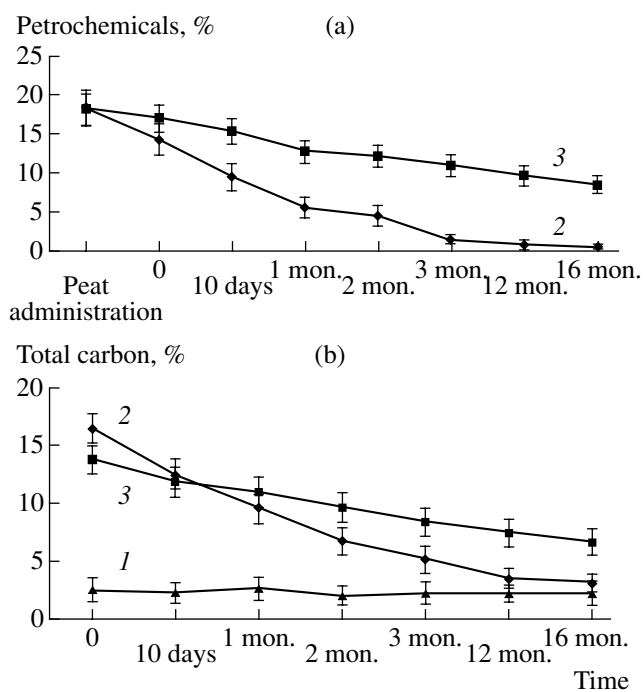 Petrochemicals, % (a)
25
20
15
10
5
0
3
2
Peat administration
0
10 days
1 mon.
2 mon.
3 mon.
12 mon.
16 mon.
Total carbon, % (b)
20
15
10
5
0
2
3
1
0
10 days
1 mon.
2 mon.
3 mon.
12 mon.
16 mon.
Time